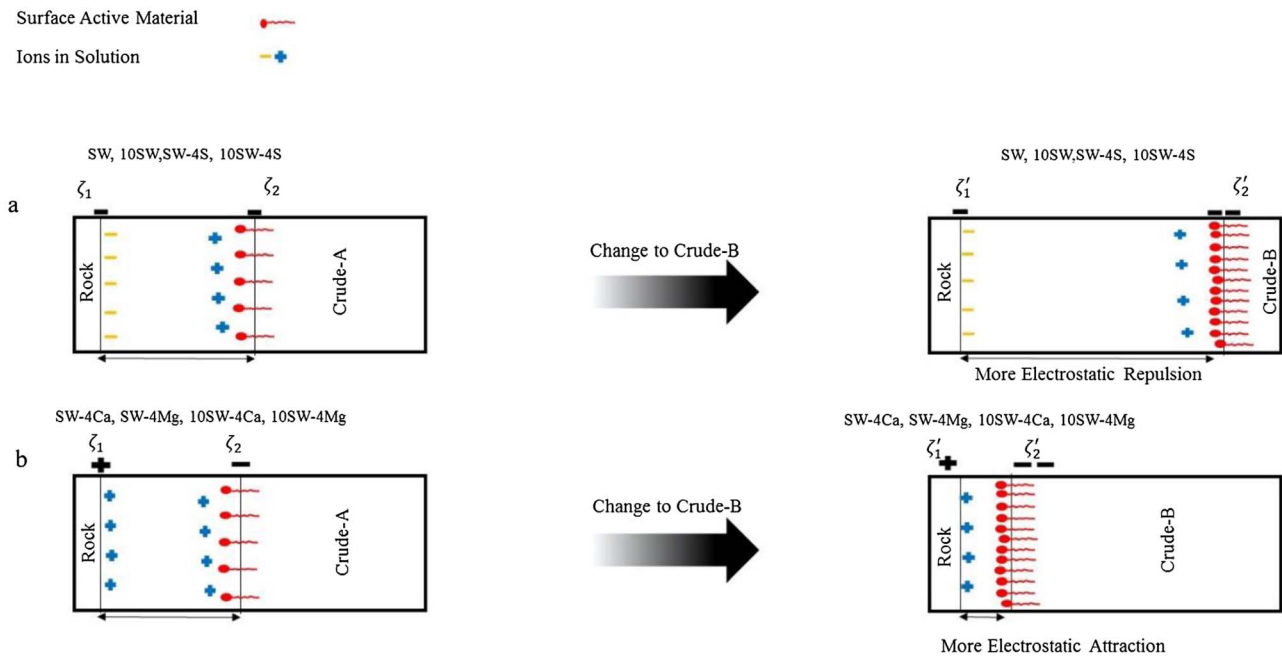 Surface Active Material
Ions in Solution
SW, 10SW,SW-4S, 10SW-4S
SW, 10SW,SW-4S, 10SW-4S
ζ₁
ζ₂
ζ′₁
ζ′₂
a
Rock
Crude-A
Change to Crude-B
Rock
Crude-B
More Electrostatic Repulsion
SW-4Ca, SW-4Mg, 10SW-4Ca, 10SW-4Mg
SW-4Ca, SW-4Mg, 10SW-4Ca, 10SW-4Mg
ζ₁
ζ₂
ζ′₁
ζ′₂
b
Rock
Crude-A
Change to Crude-B
Rock
Crude-B
More Electrostatic Attraction